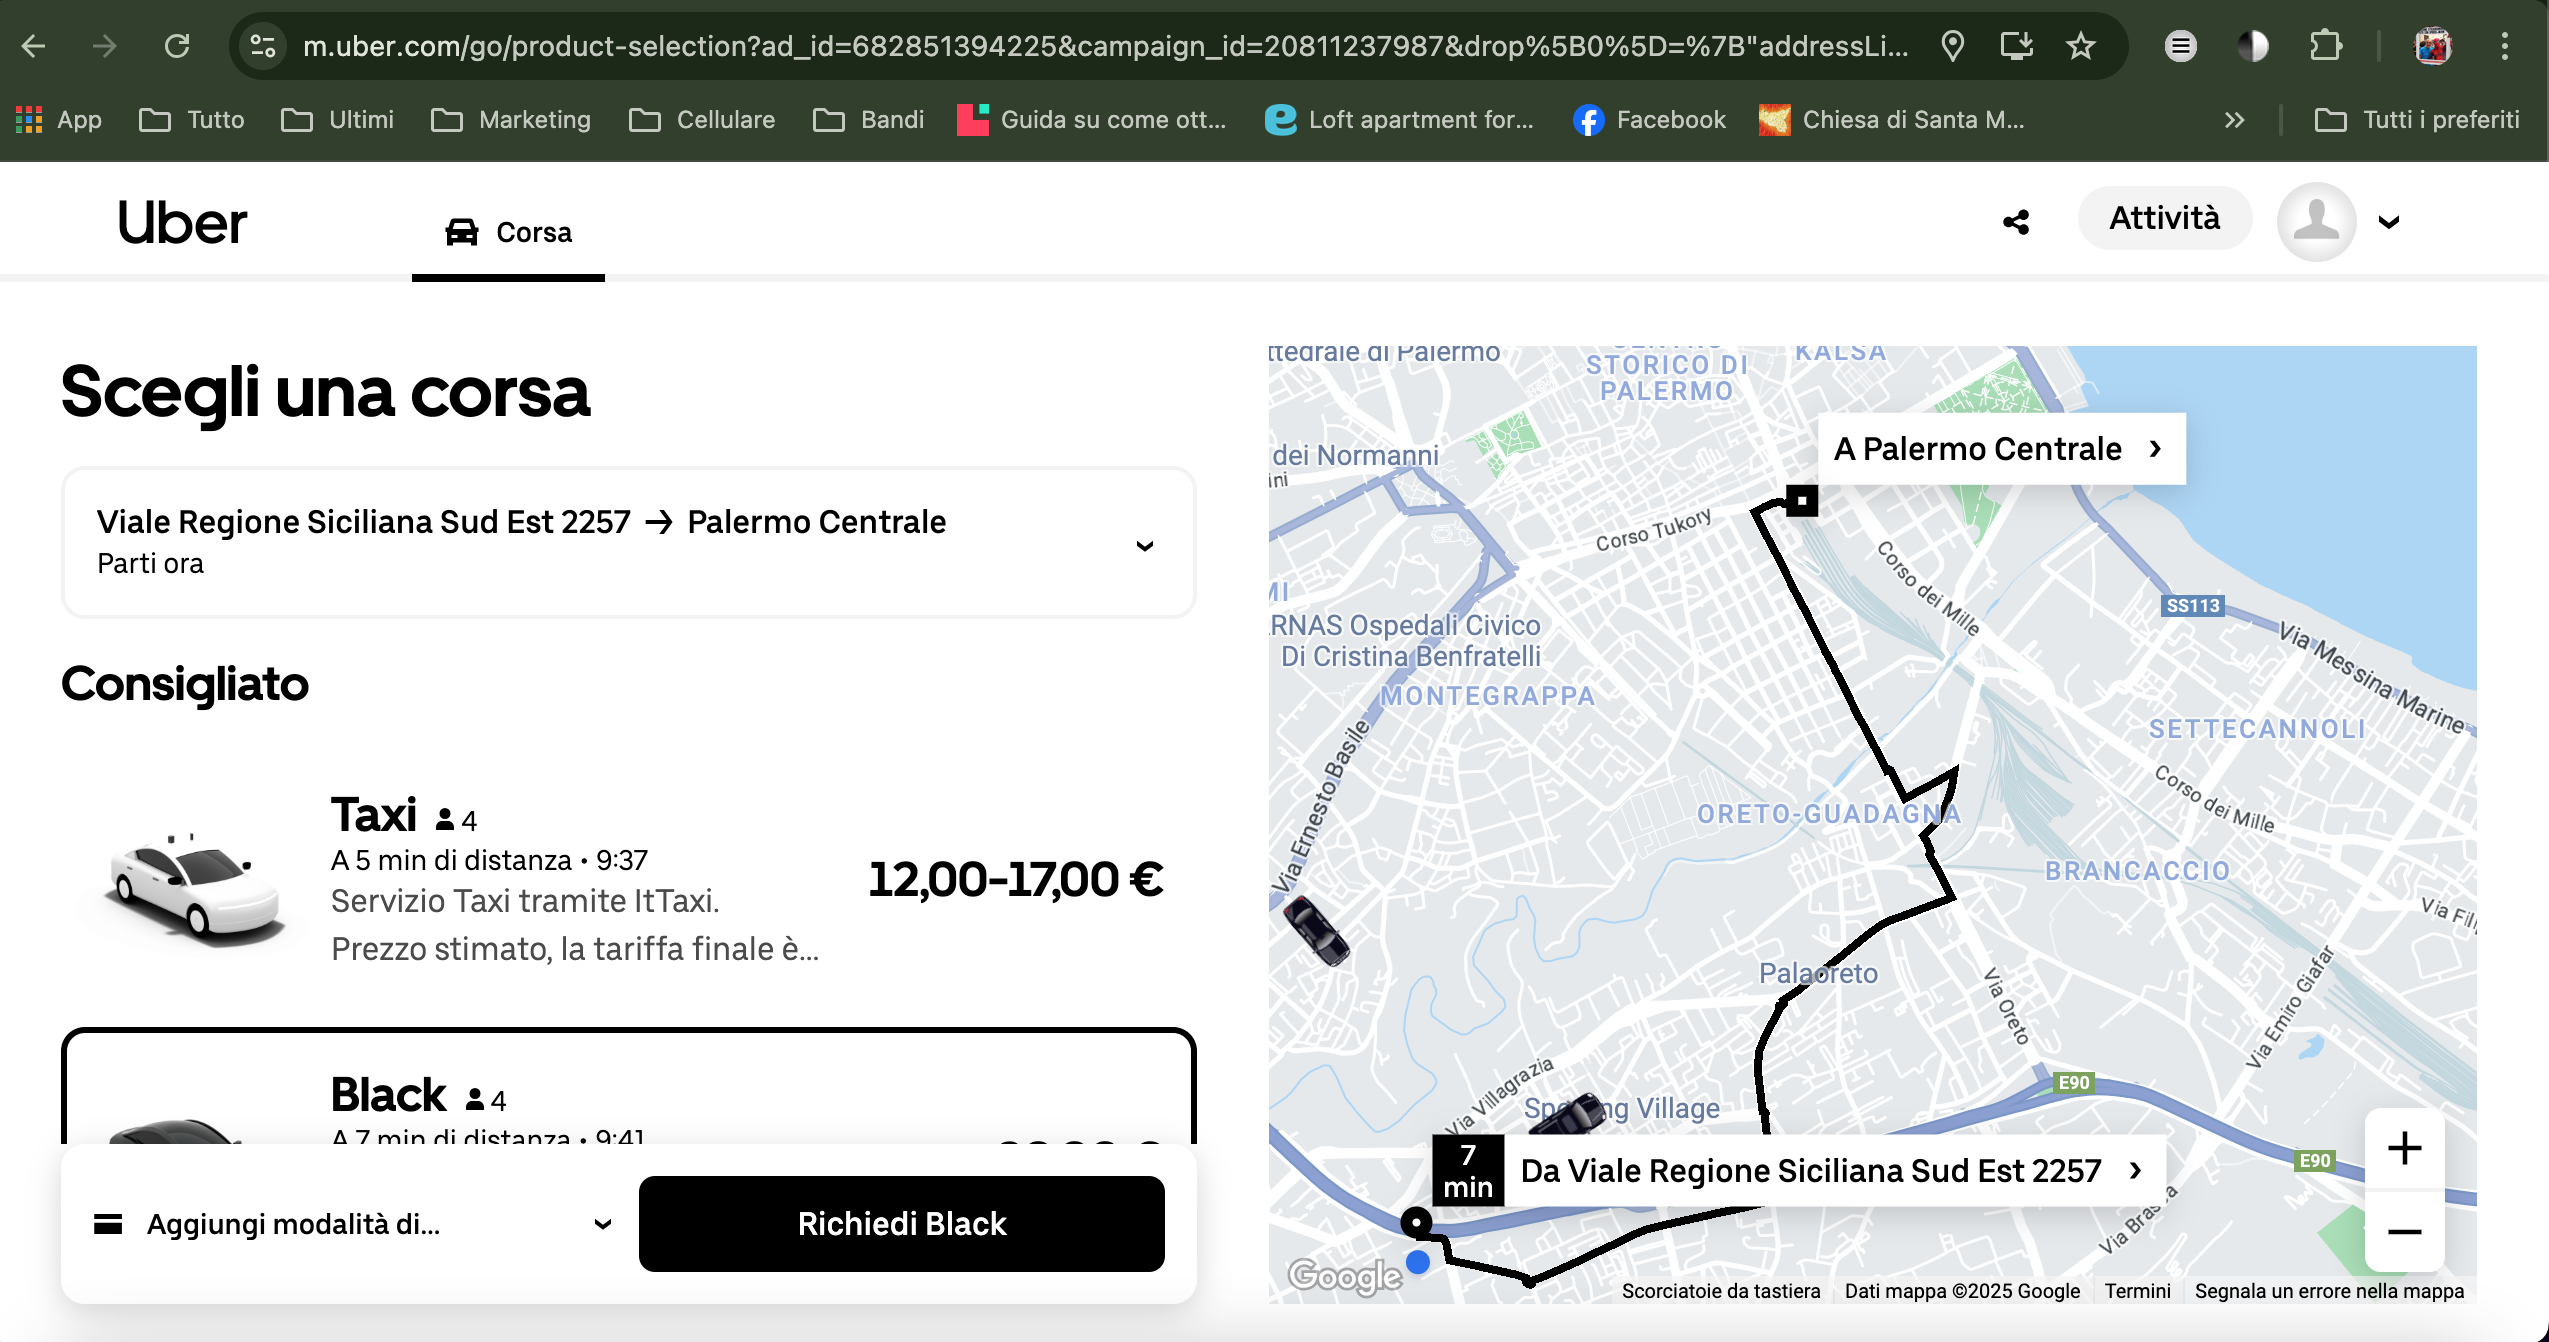 m.uber.com/go/product-selection?ad_id=682851394225&campaign_id=20811237987&drop%5B0%5D=%7B"addressLi...
App
Tutto
Ultimi
Marketing
Cellulare
Bandi
Guida su come ott...
Loft apartment for...
Facebook
Chiesa di Santa M...
Tutti i preferiti
Uber
Corsa
Attività
Scegli una corsa
Viale Regione Siciliana Sud Est 2257 → Palermo Centrale
Parti ora
Consigliato
Taxi 4
A 5 min di distanza • 9:37
Servizio Taxi tramite ItTaxi.
Prezzo stimato, la tariffa finale è...
12,00-17,00 €
Black 4
A 7 min di distanza • 9:41
Aggiungi modalità di...
Richiedi Black
ttedrale di Palermo
STORICO DI
PALERMO
KALSA
A Palermo Centrale
dei Normanni
ini
Corso Tukory
Corso dei Mille
SS113
Via Messina Marine
MI
RNAS Ospedali Civico
Di Cristina Benfratelli
MONTEGRAPPA
Via Ernesto Basile
SETTECANNOLI
Corso dei Mille
ORETO-GUADAGNA
BRANCACCIO
Via Fili
Palaoreto
Via Oreto
Via Emiro Giafar
Via Villagrazia
E90
Village
7
min
Da Viale Regione Siciliana Sud Est 2257
E90
Google
Scorciatoie da tastiera
Dati mappa ©2025 Google
Termini
Segnala un errore nella mappa